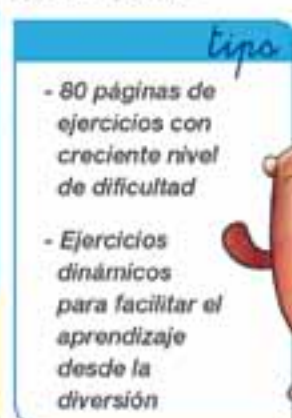 tips
- 80 páginas de
ejercicios con
creciente nivel
de dificultad
- Ejercicios
dinámicos
para facilitar el
aprendizaje
desde la
diversión